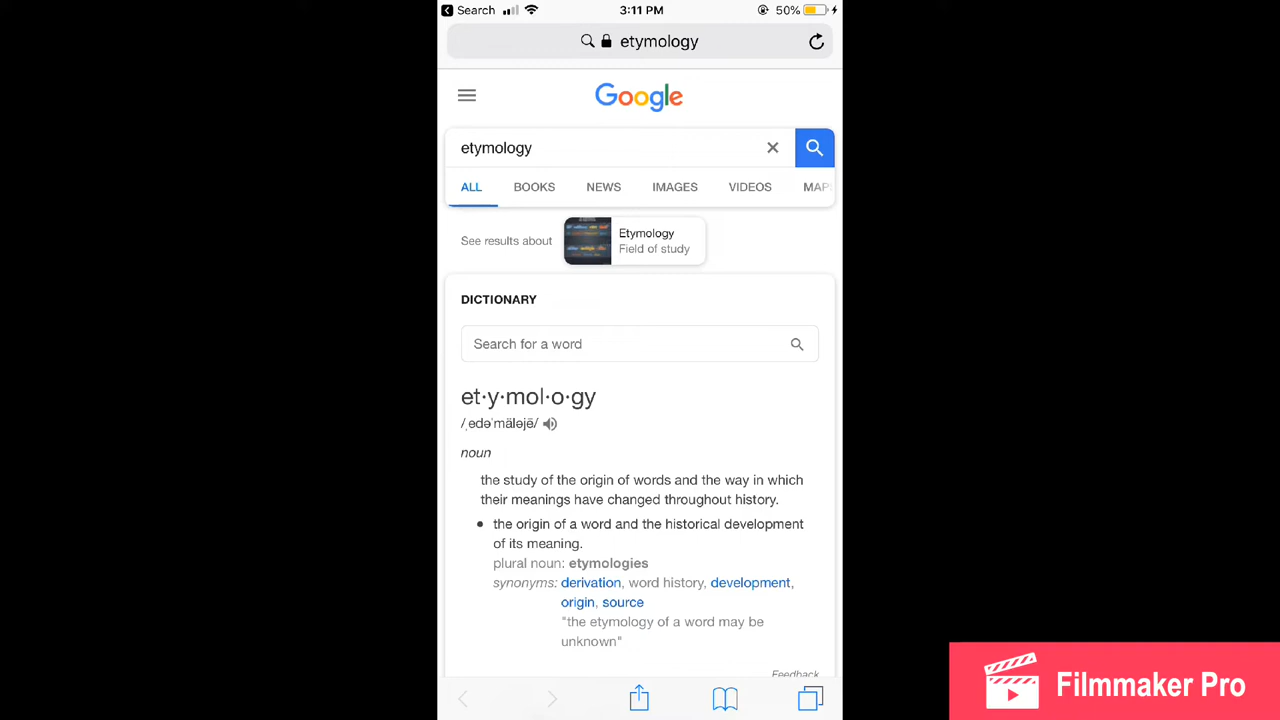 Search 3:11 PM 50%
etymology
Google
etymology
ALL BOOKS NEWS IMAGES VIDEOS MAP
See results about
Etymology
Field of study
DICTIONARY
Search for a word
et·y·mol·o·gy
/ˌedəˈmäləjē/
noun
the study of the origin of words and the way in which
their meanings have changed throughout history.
• the origin of a word and the historical development
of its meaning.
plural noun: etymologies
synonyms: derivation, word history, development,
origin, source
"the etymology of a word may be
unknown"
Feedback
Filmmaker Pro